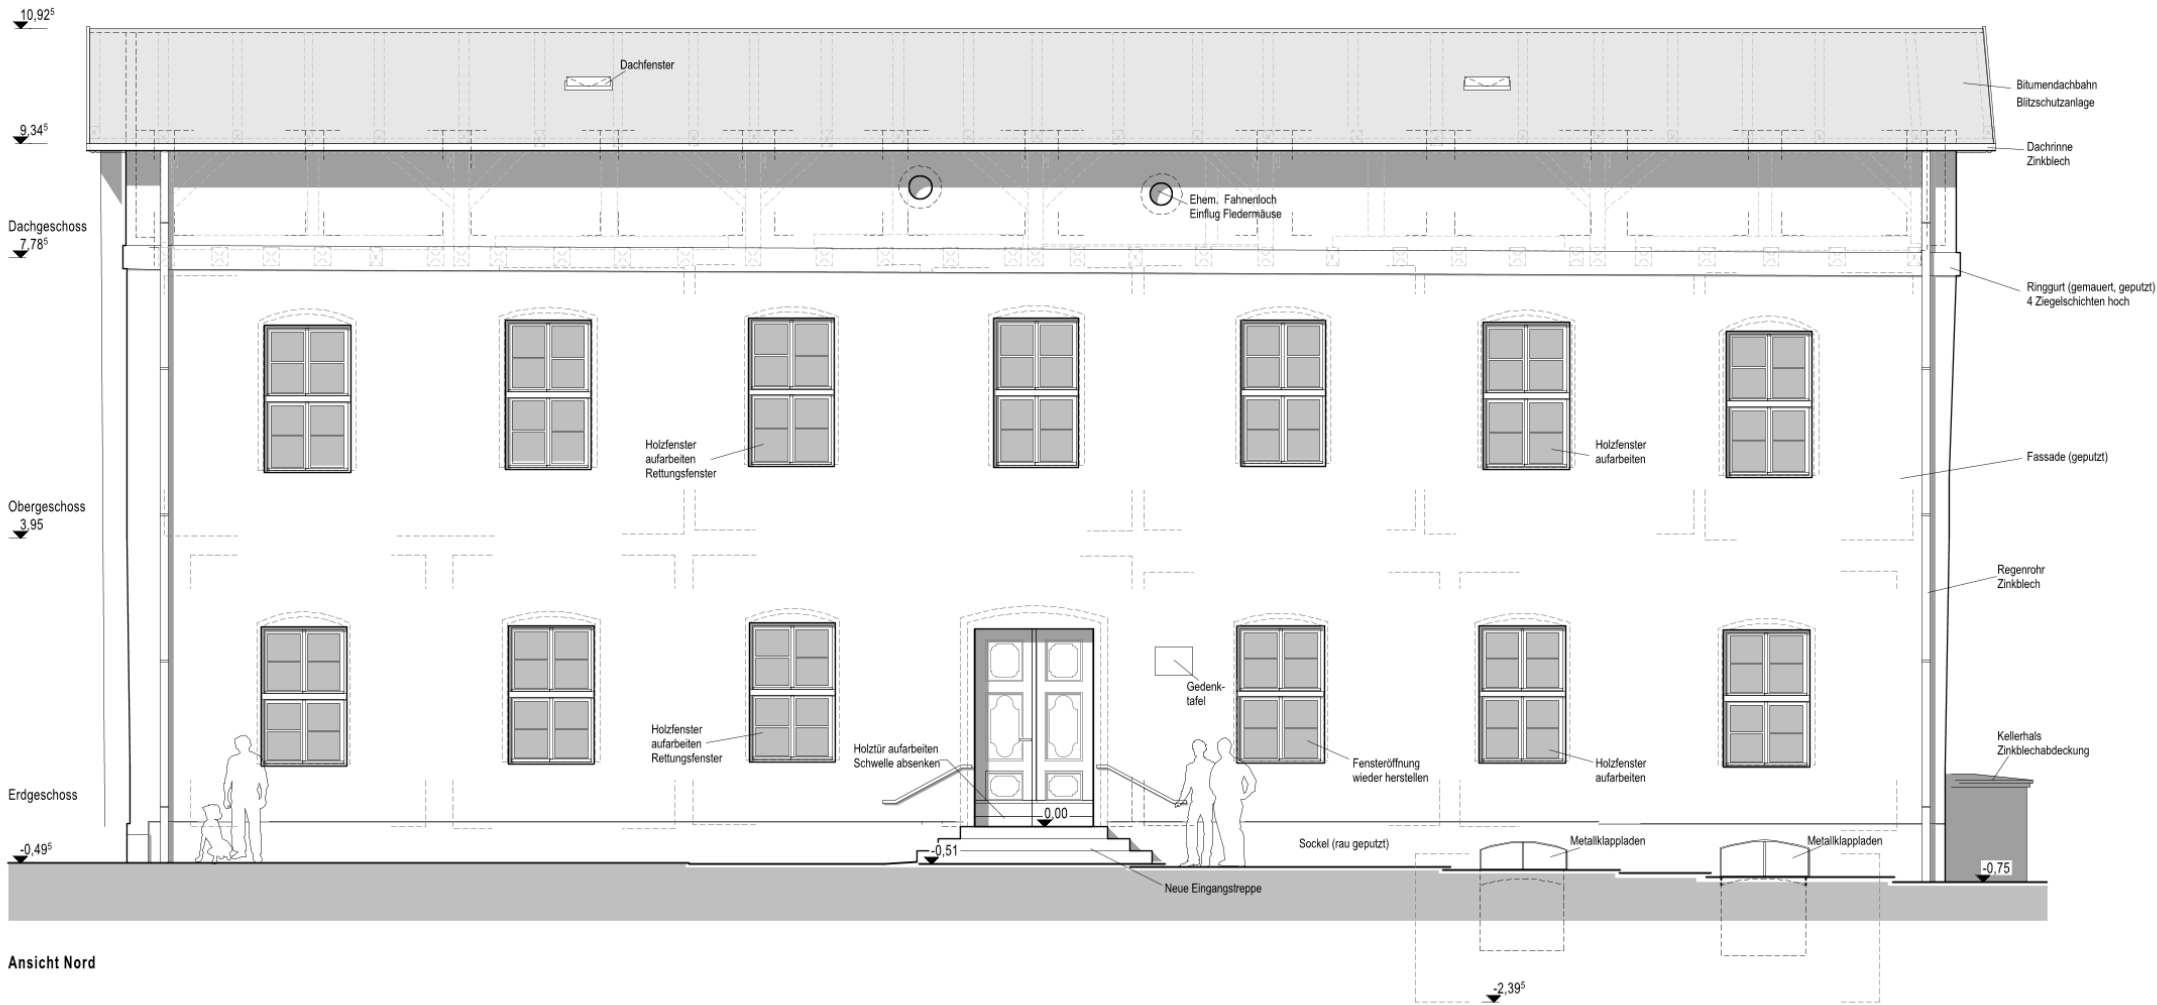 10,92⁵
Dachfenster
Bitumendachbahn
Blitzschutzanlage
9,34⁵
Dachrinne
Zinkblech
Ehem. Fahnenloch
Einflug Fledermäuse
Dachgeschoss
7,78⁵
Ringgurt (gemauert, geputzt)
4 Ziegelschichten hoch
Holzfenster
aufarbeiten
Rettungsfenster
Holzfenster
aufarbeiten
Fassade (geputzt)
Obergeschoss
3,95
Regenrohr
Zinkblech
Gedenk-
tafel
Holzfenster
aufarbeiten
Rettungsfenster
Holztür aufarbeiten
Schwelle absenken
Fensteröffnung
wieder herstellen
Holzfenster
aufarbeiten
Kellerhals
Zinkblechabdeckung
Erdgeschoss
0,00
-0,49⁵
-0,51
Sockel (rau geputzt)
Metallklappladen
Metallklappladen
-0,75
Neue Eingangstreppe
Ansicht Nord
-2,39⁵